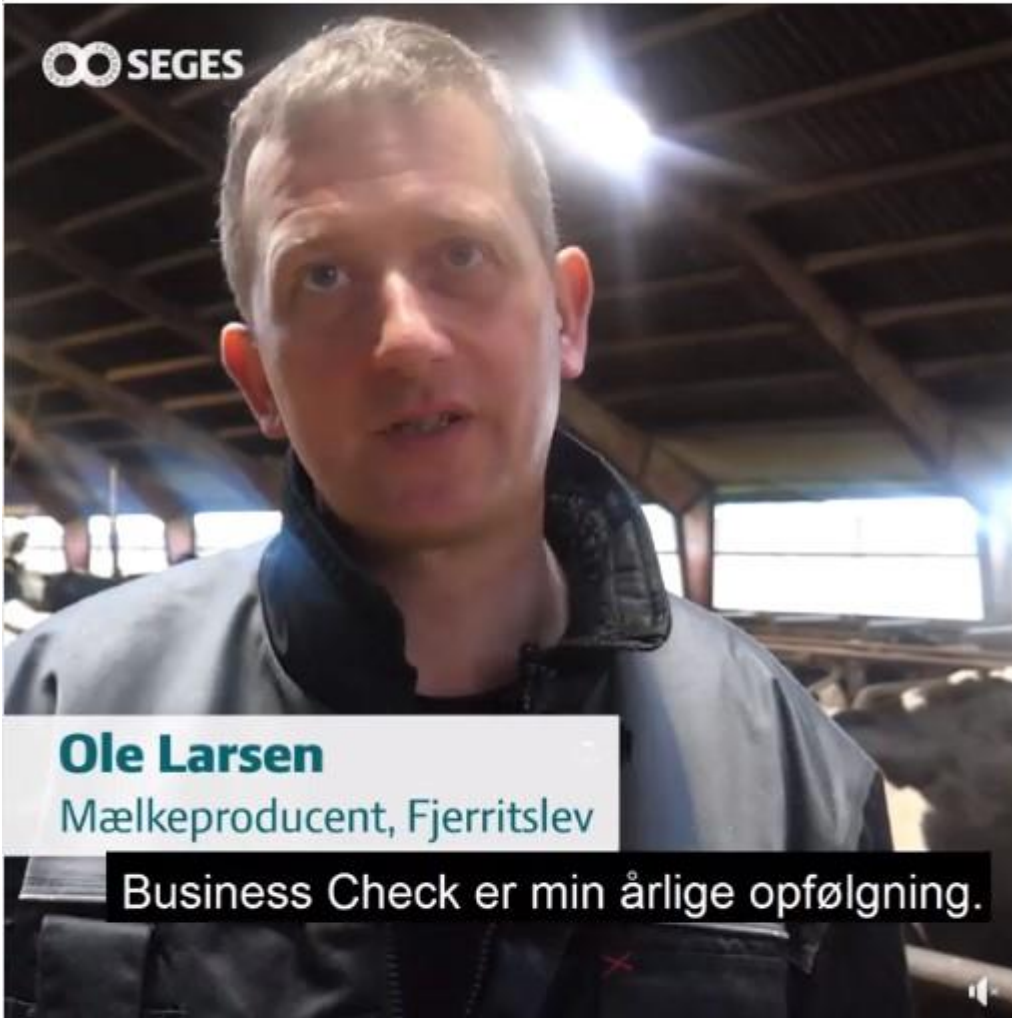 SEGES
Ole Larsen
Mælkeproducent, Fjerritslev
Business Check er min årlige opfølgning.